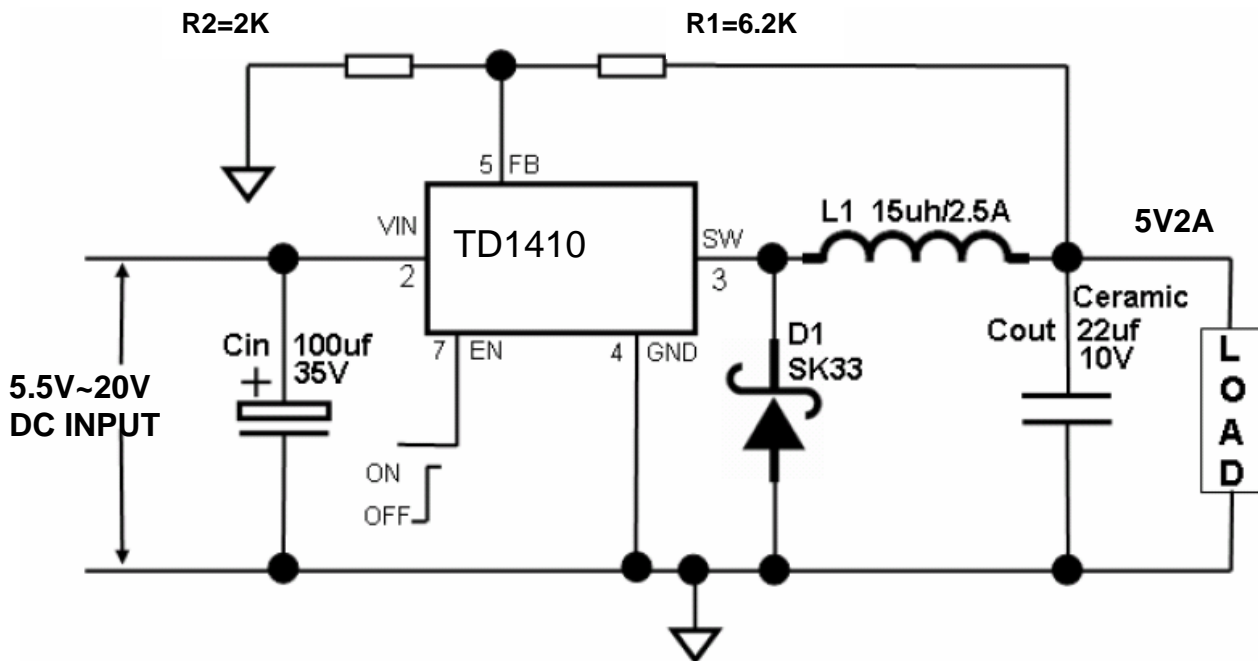 R2=2K
R1=6.2K
5 FB
VIN
2
TD1410
SW
3
L1 15uh/2.5A
5V2A
7 EN
4 GND
Cin 100uf
+ 35V
5.5V~20V
DC INPUT
ON
OFF
D1
SK33
Ceramic
Cout 22uf
10V
L
O
A
D